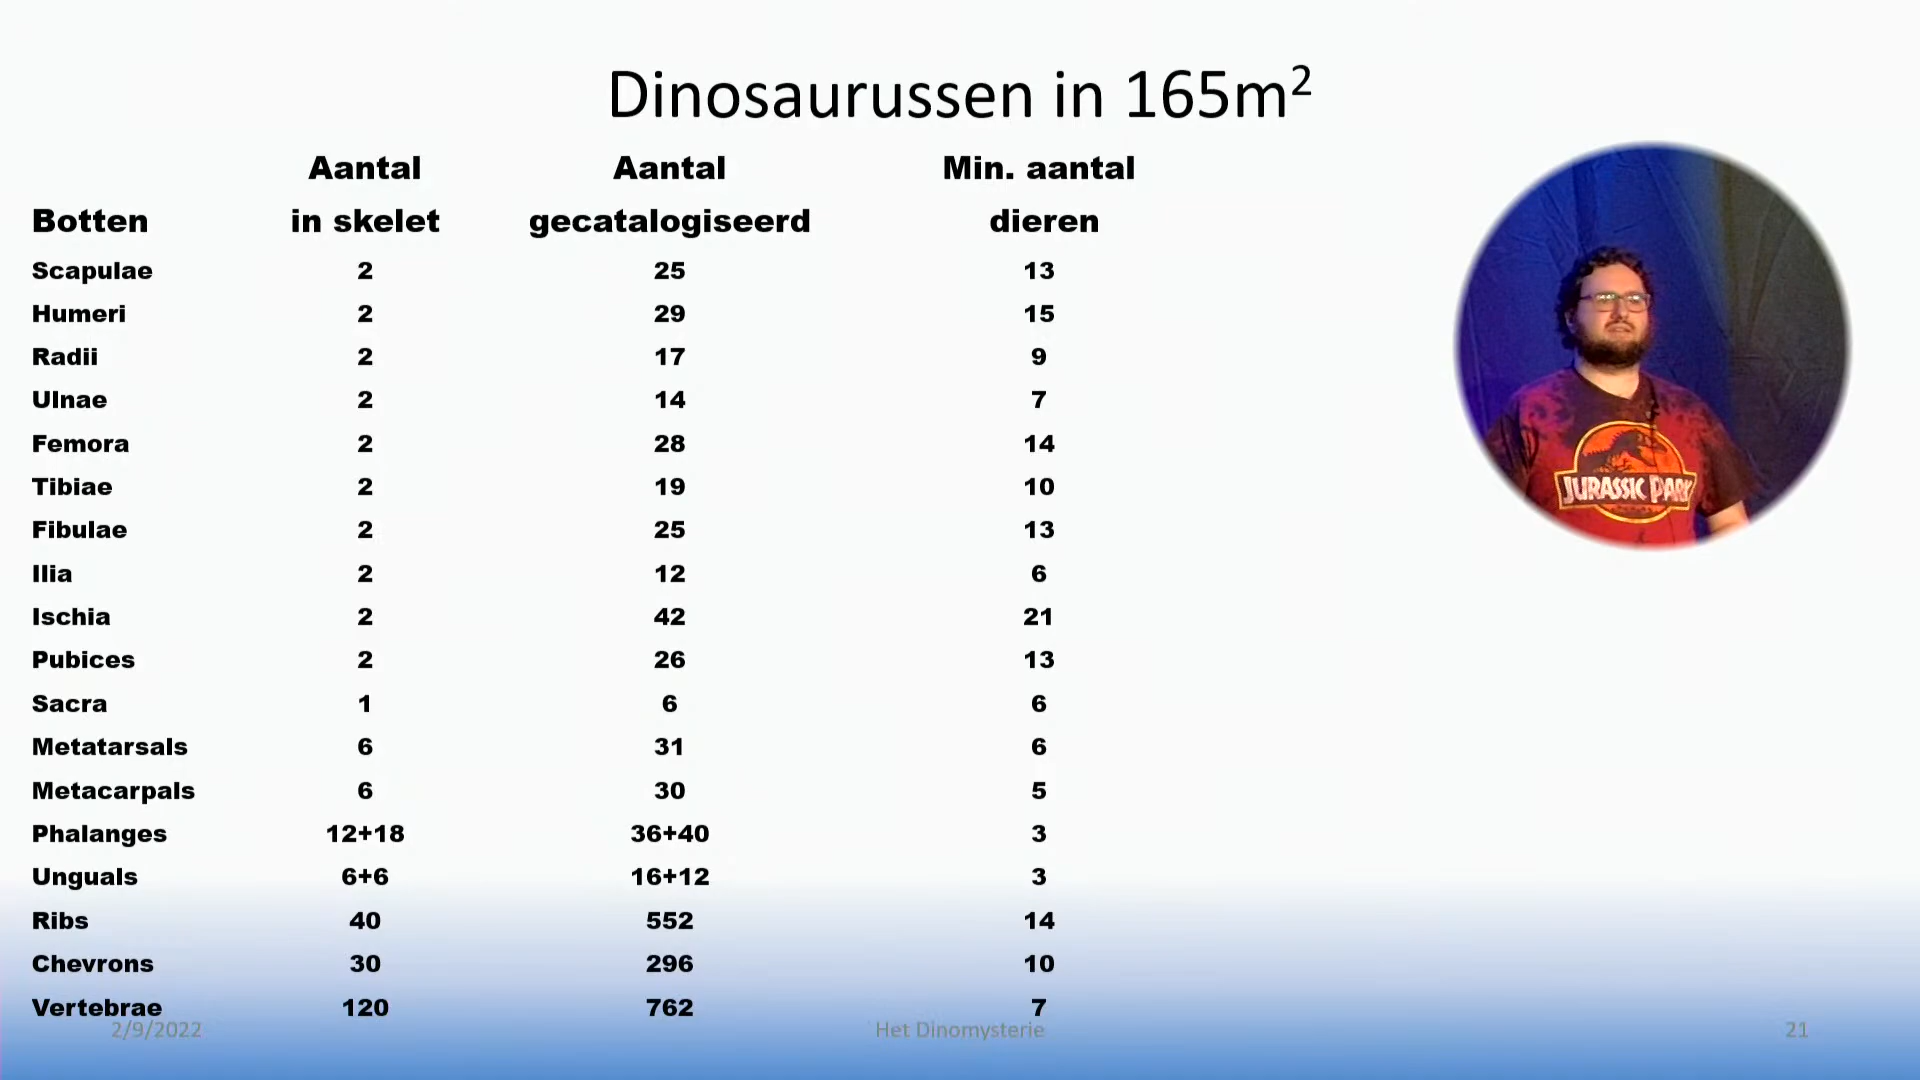 Dinosaurussen in 165m²
Aantal Aantal Min. aantal
Botten in skelet gecatalogiseerd dieren
Scapulae 2 25 13
Humeri 2 29 15
Radii 2 17 9
Ulnae 2 14 7
Femora 2 28 14
Tibiae 2 19 10
Fibulae 2 25 13
Ilia 2 12 6
Ischia 2 42 21
Pubices 2 26 13
Sacra 1 6 6
Metatarsals 6 31 6
Metacarpals 6 30 5
Phalanges 12+18 36+40 3
Unguals 6+6 16+12 3
Ribs 40 552 14
Chevrons 30 296 10
Vertebrae 120 762 7
2/9/2022 Het Dinomysterie 21
JURASSIC PARK